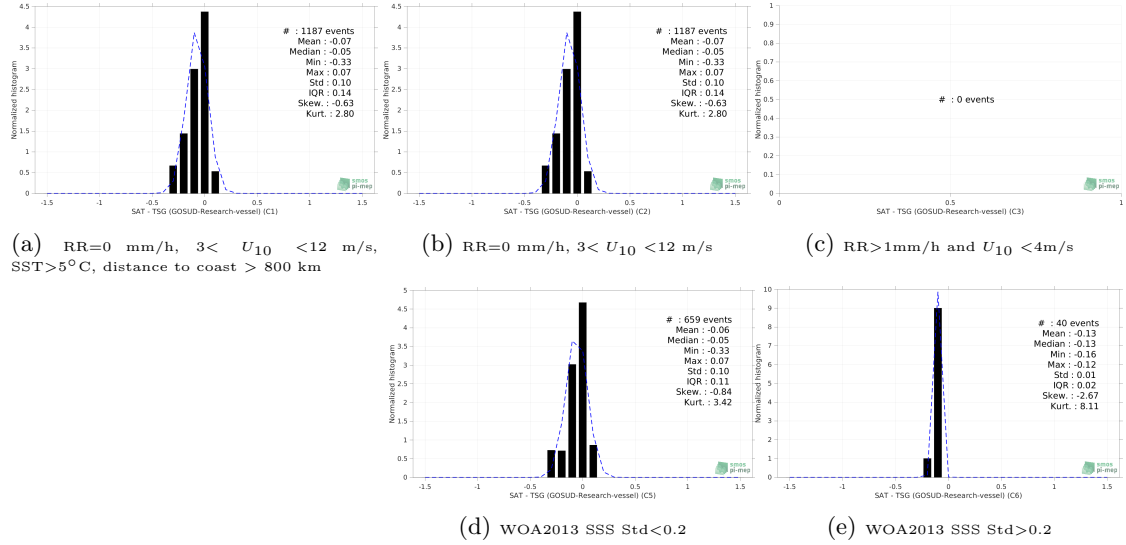 4.5
4
3.5
3
2.5
2
1.5
1
0.5
0
Normalized histogram
# : 1187 events
Mean : -0.07
Median : -0.05
Min : -0.33
Max : 0.07
Std : 0.10
IQR : 0.14
Skew. : -0.63
Kurt. : 2.80
smos
pi-mep
-1.5 -1 -0.5 0 0.5 1 1.5
SAT - TSG (GOSUD-Research-vessel) (C1)
(a) RR=0 mm/h, 3< U10 <12 m/s,
SST>5°C, distance to coast > 800 km
4.5
4
3.5
3
2.5
2
1.5
1
0.5
0
Normalized histogram
# : 1187 events
Mean : -0.07
Median : -0.05
Min : -0.33
Max : 0.07
Std : 0.10
IQR : 0.14
Skew. : -0.63
Kurt. : 2.80
smos
pi-mep
-1.5 -1 -0.5 0 0.5 1 1.5
SAT - TSG (GOSUD-Research-vessel) (C2)
(b) RR=0 mm/h, 3< U10 <12 m/s
1
0.9
0.8
0.7
0.6
0.5
0.4
0.3
0.2
0.1
0
Normalized histogram
# : 0 events
smos
pi-mep
0 0.5 1
SAT - TSG (GOSUD-Research-vessel) (C3)
(c) RR>1mm/h and U10 <4m/s
5
4.5
4
3.5
3
2.5
2
1.5
1
0.5
0
Normalized histogram
# : 659 events
Mean : -0.06
Median : -0.05
Min : -0.33
Max : 0.07
Std : 0.10
IQR : 0.11
Skew. : -0.84
Kurt. : 3.42
smos
pi-mep
-1.5 -1 -0.5 0 0.5 1 1.5
SAT - TSG (GOSUD-Research-vessel) (C5)
(d) WOA2013 SSS Std<0.2
10
9
8
7
6
5
4
3
2
1
0
Normalized histogram
# : 40 events
Mean : -0.13
Median : -0.13
Min : -0.16
Max : -0.12
Std : 0.01
IQR : 0.02
Skew. : -2.67
Kurt. : 8.11
smos
pi-mep
-1.5 -1 -0.5 0 0.5 1 1.5
SAT - TSG (GOSUD-Research-vessel) (C6)
(e) WOA2013 SSS Std>0.2